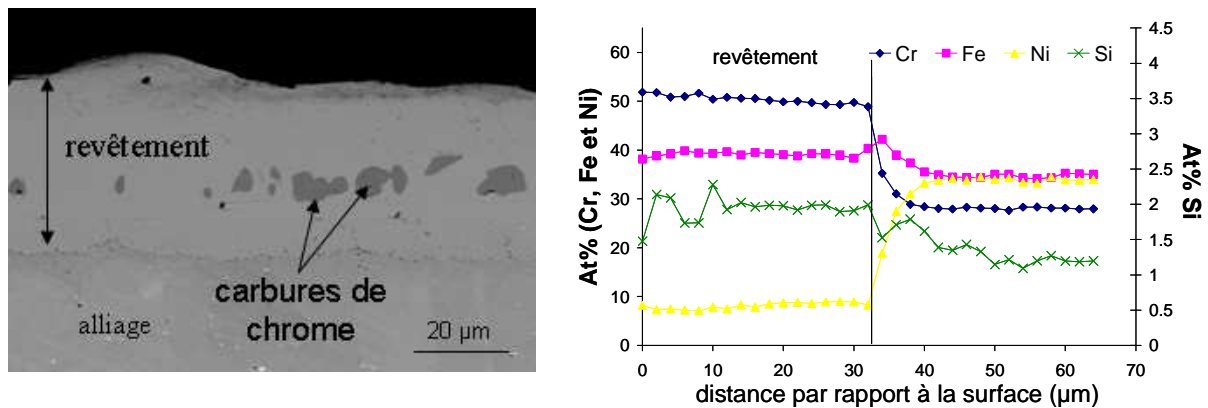 revêtement
carbures de
chrome
alliage
20 µm
revêtement
Cr
Fe
Ni
Si
At% (Cr, Fe et Ni)
60
50
40
30
20
10
0
4.5
4
3.5
3
2.5
2
1.5
1
0.5
0
At% Si
0 10 20 30 40 50 60 70
distance par rapport à la surface (µm)